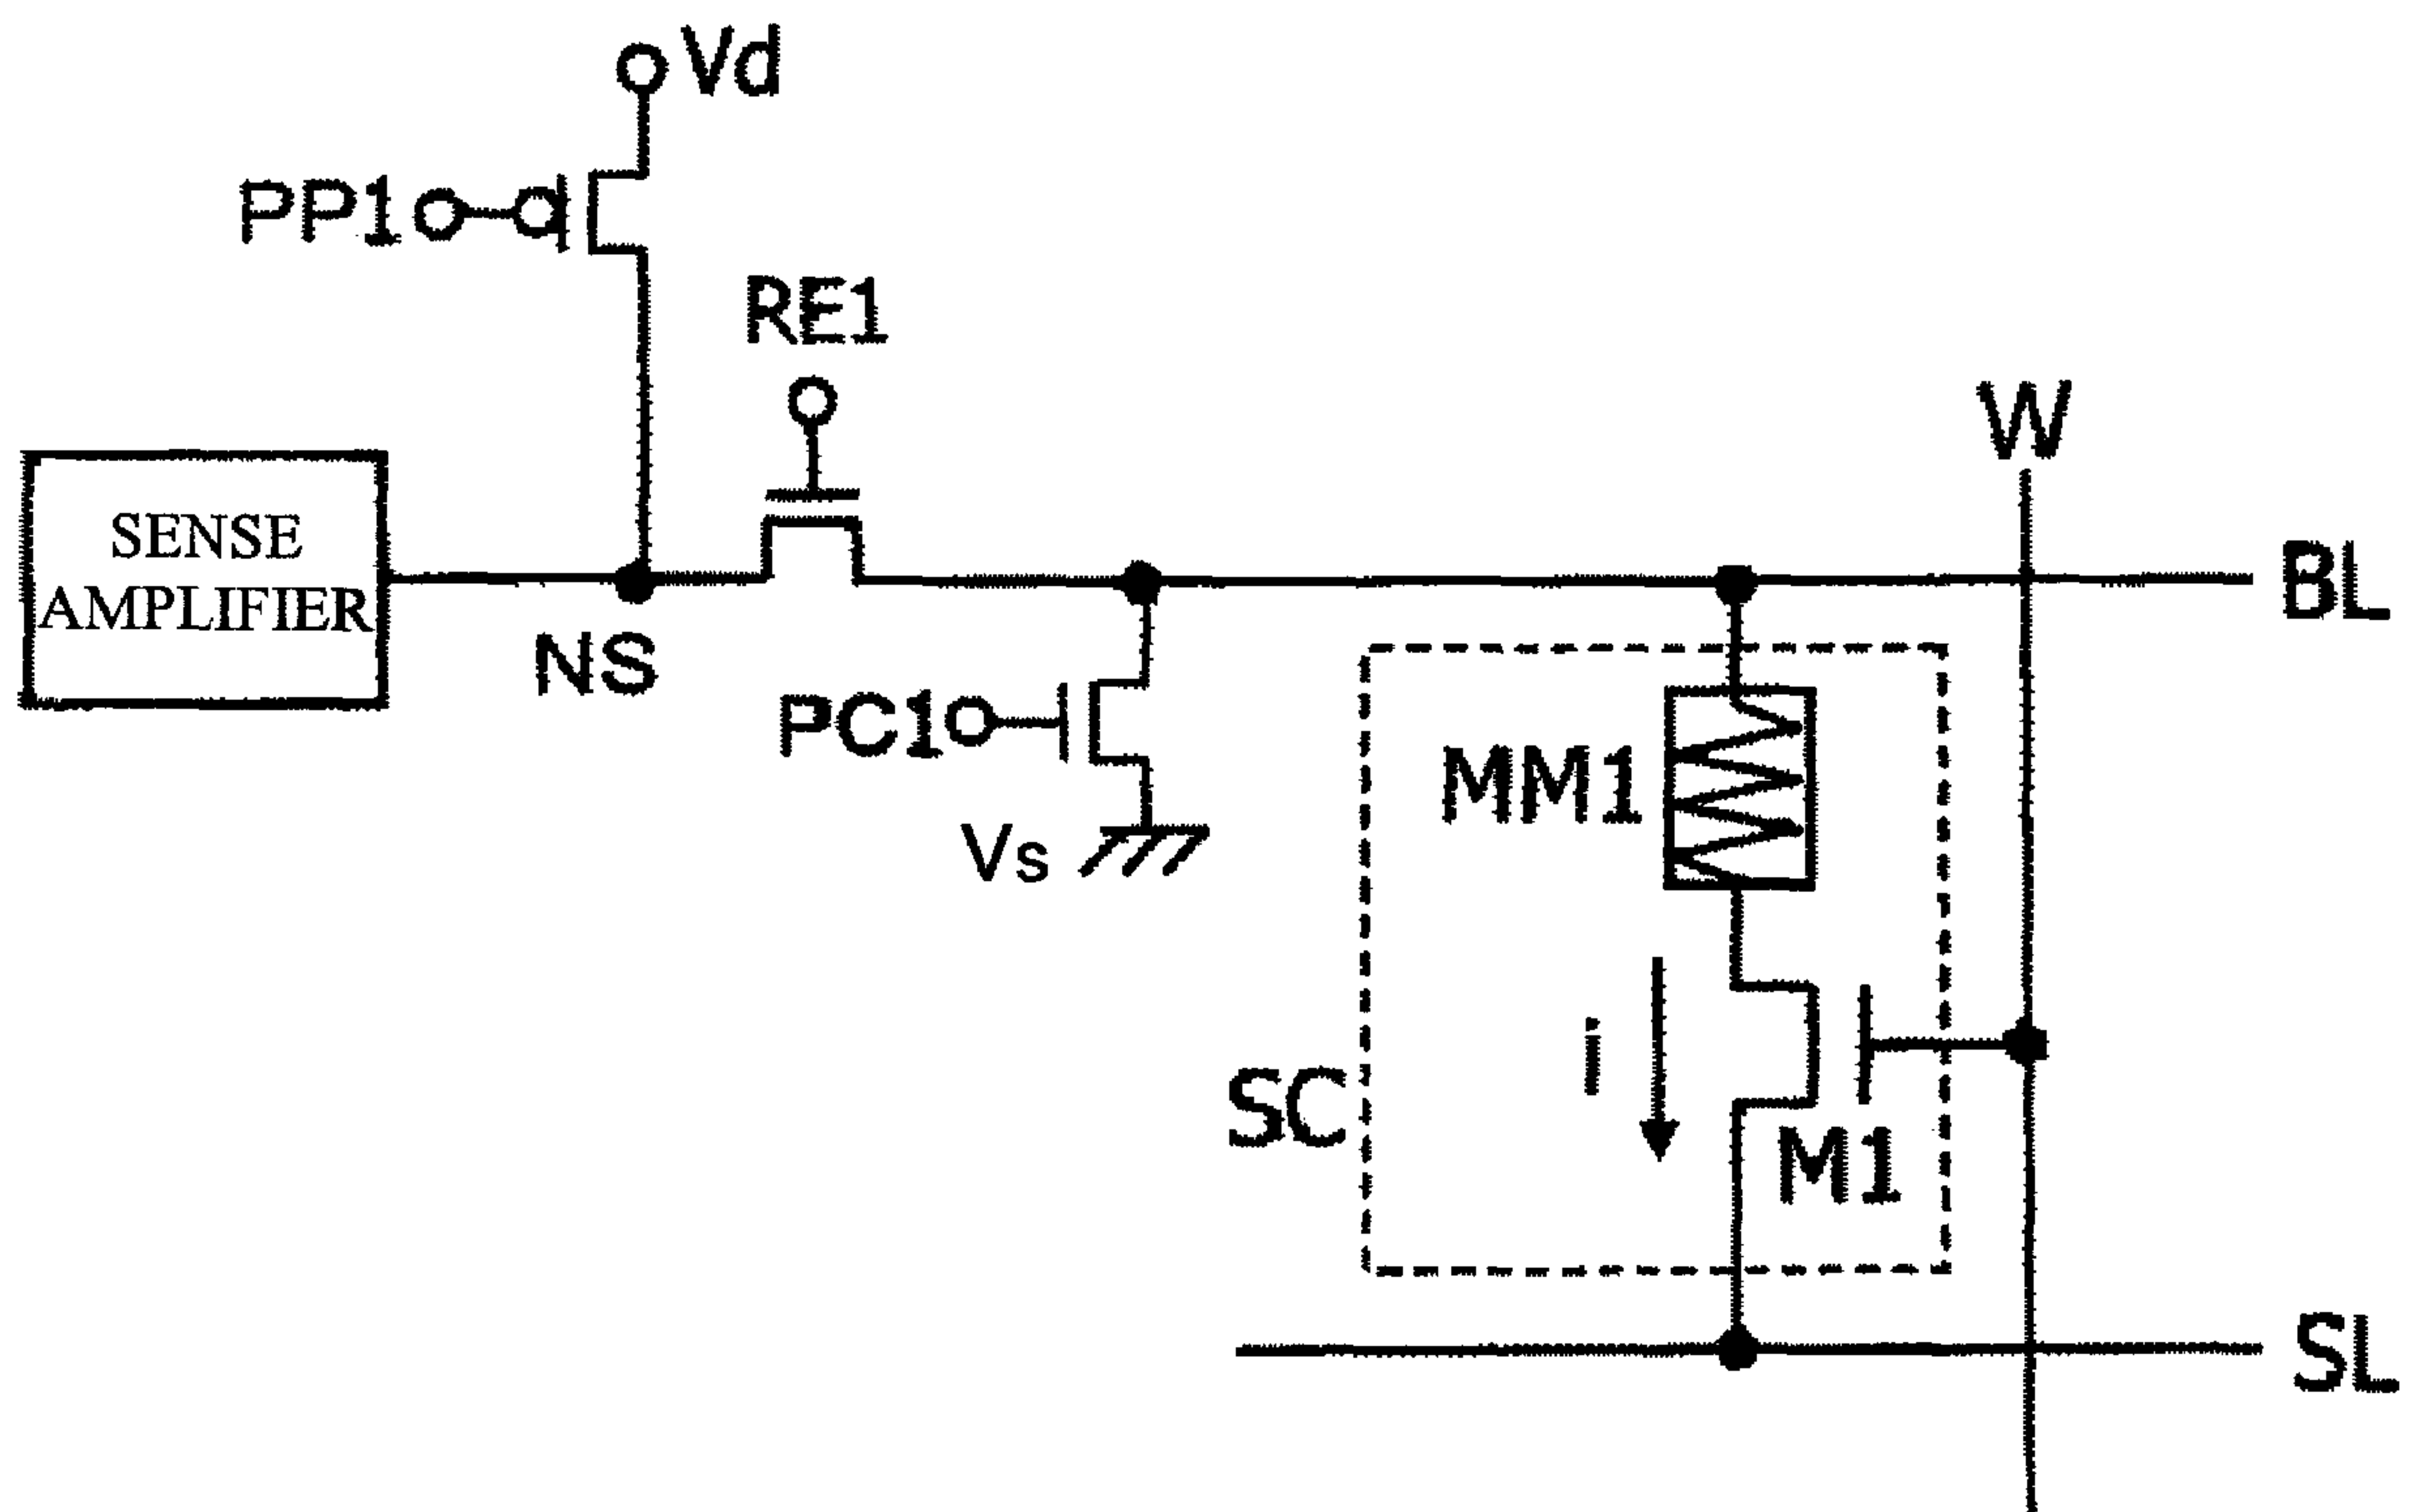 Vd
PP1
RE1
W
SENSE
AMPLIFIER
BL
NS
PC1
MM1
Vs
i
SC
M1
SL